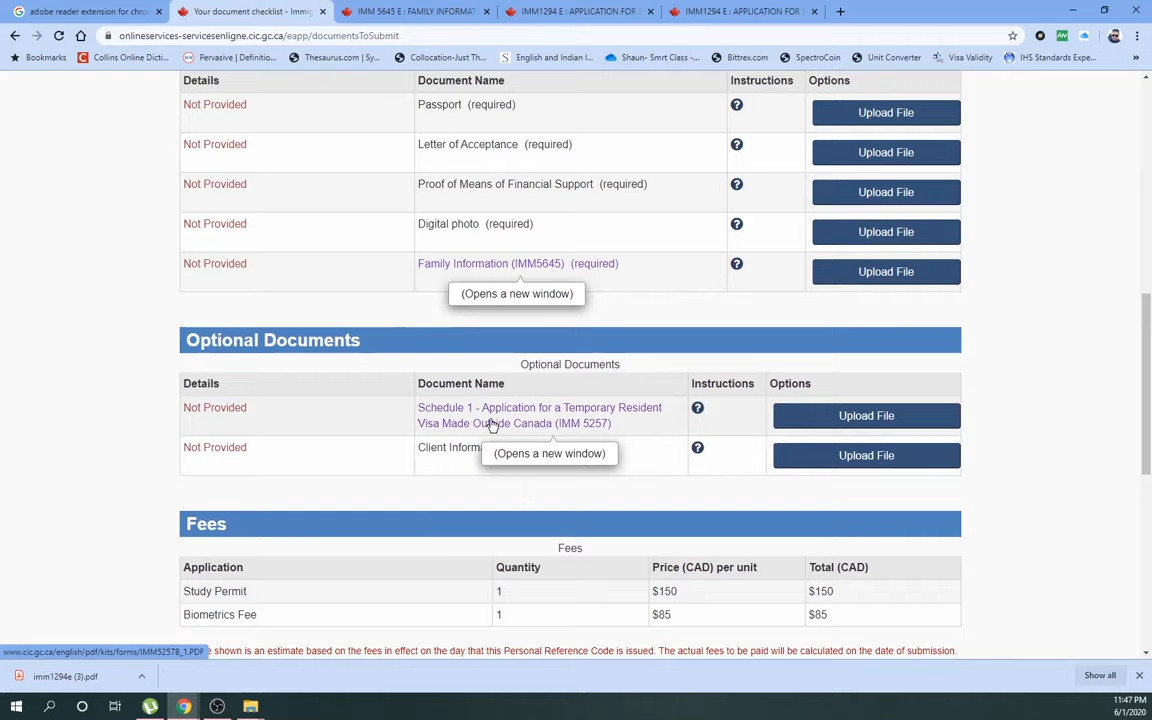 adobe reader extension for chro
Your document checklist - Immig
IMM 5645 E : FAMILY INFORMAT
IMM1294 E : APPLICATION FOR S
IMM1294 E : APPLICATION FOR S
onlineservices-servicesenligne.cic.gc.ca/eapp/documentsToSubmit
Bookmarks
Collins Online Dicti...
Pervasive | Definitio...
Thesaurus.com | Sy...
Collocation-Just Th...
English and Indian I...
Shaun- Smrt Class -...
Bittrex.com
SpectroCoin
Unit Converter
Visa Validity
IHS Standards Expe...
»
Details Document Name Instructions Options
Not Provided Passport (required) Upload File
Not Provided Letter of Acceptance (required) Upload File
Not Provided Proof of Means of Financial Support (required) Upload File
Not Provided Digital photo (required) Upload File
Not Provided Family Information (IMM5645) (required) Upload File
(Opens a new window)
Optional Documents
Optional Documents
Details Document Name Instructions Options
Not Provided Schedule 1 - Application for a Temporary Resident Upload File
Visa Made Outside Canada (IMM 5257)
Not Provided Client Informa Upload File
(Opens a new window)
Fees
Fees
Application Quantity Price (CAD) per unit Total (CAD)
Study Permit 1 $150 $150
Biometrics Fee 1 $85 $85
www.cic.gc.ca/english/pdf/kits/forms/IMM5257B_1.PDF
shown is an estimate based on the fees in effect on the day that this Personal Reference Code is issued. The actual fees to be paid will be calculated on the date of submission.
imm1294e (3).pdf
Show all
11:47 PM
6/1/2020